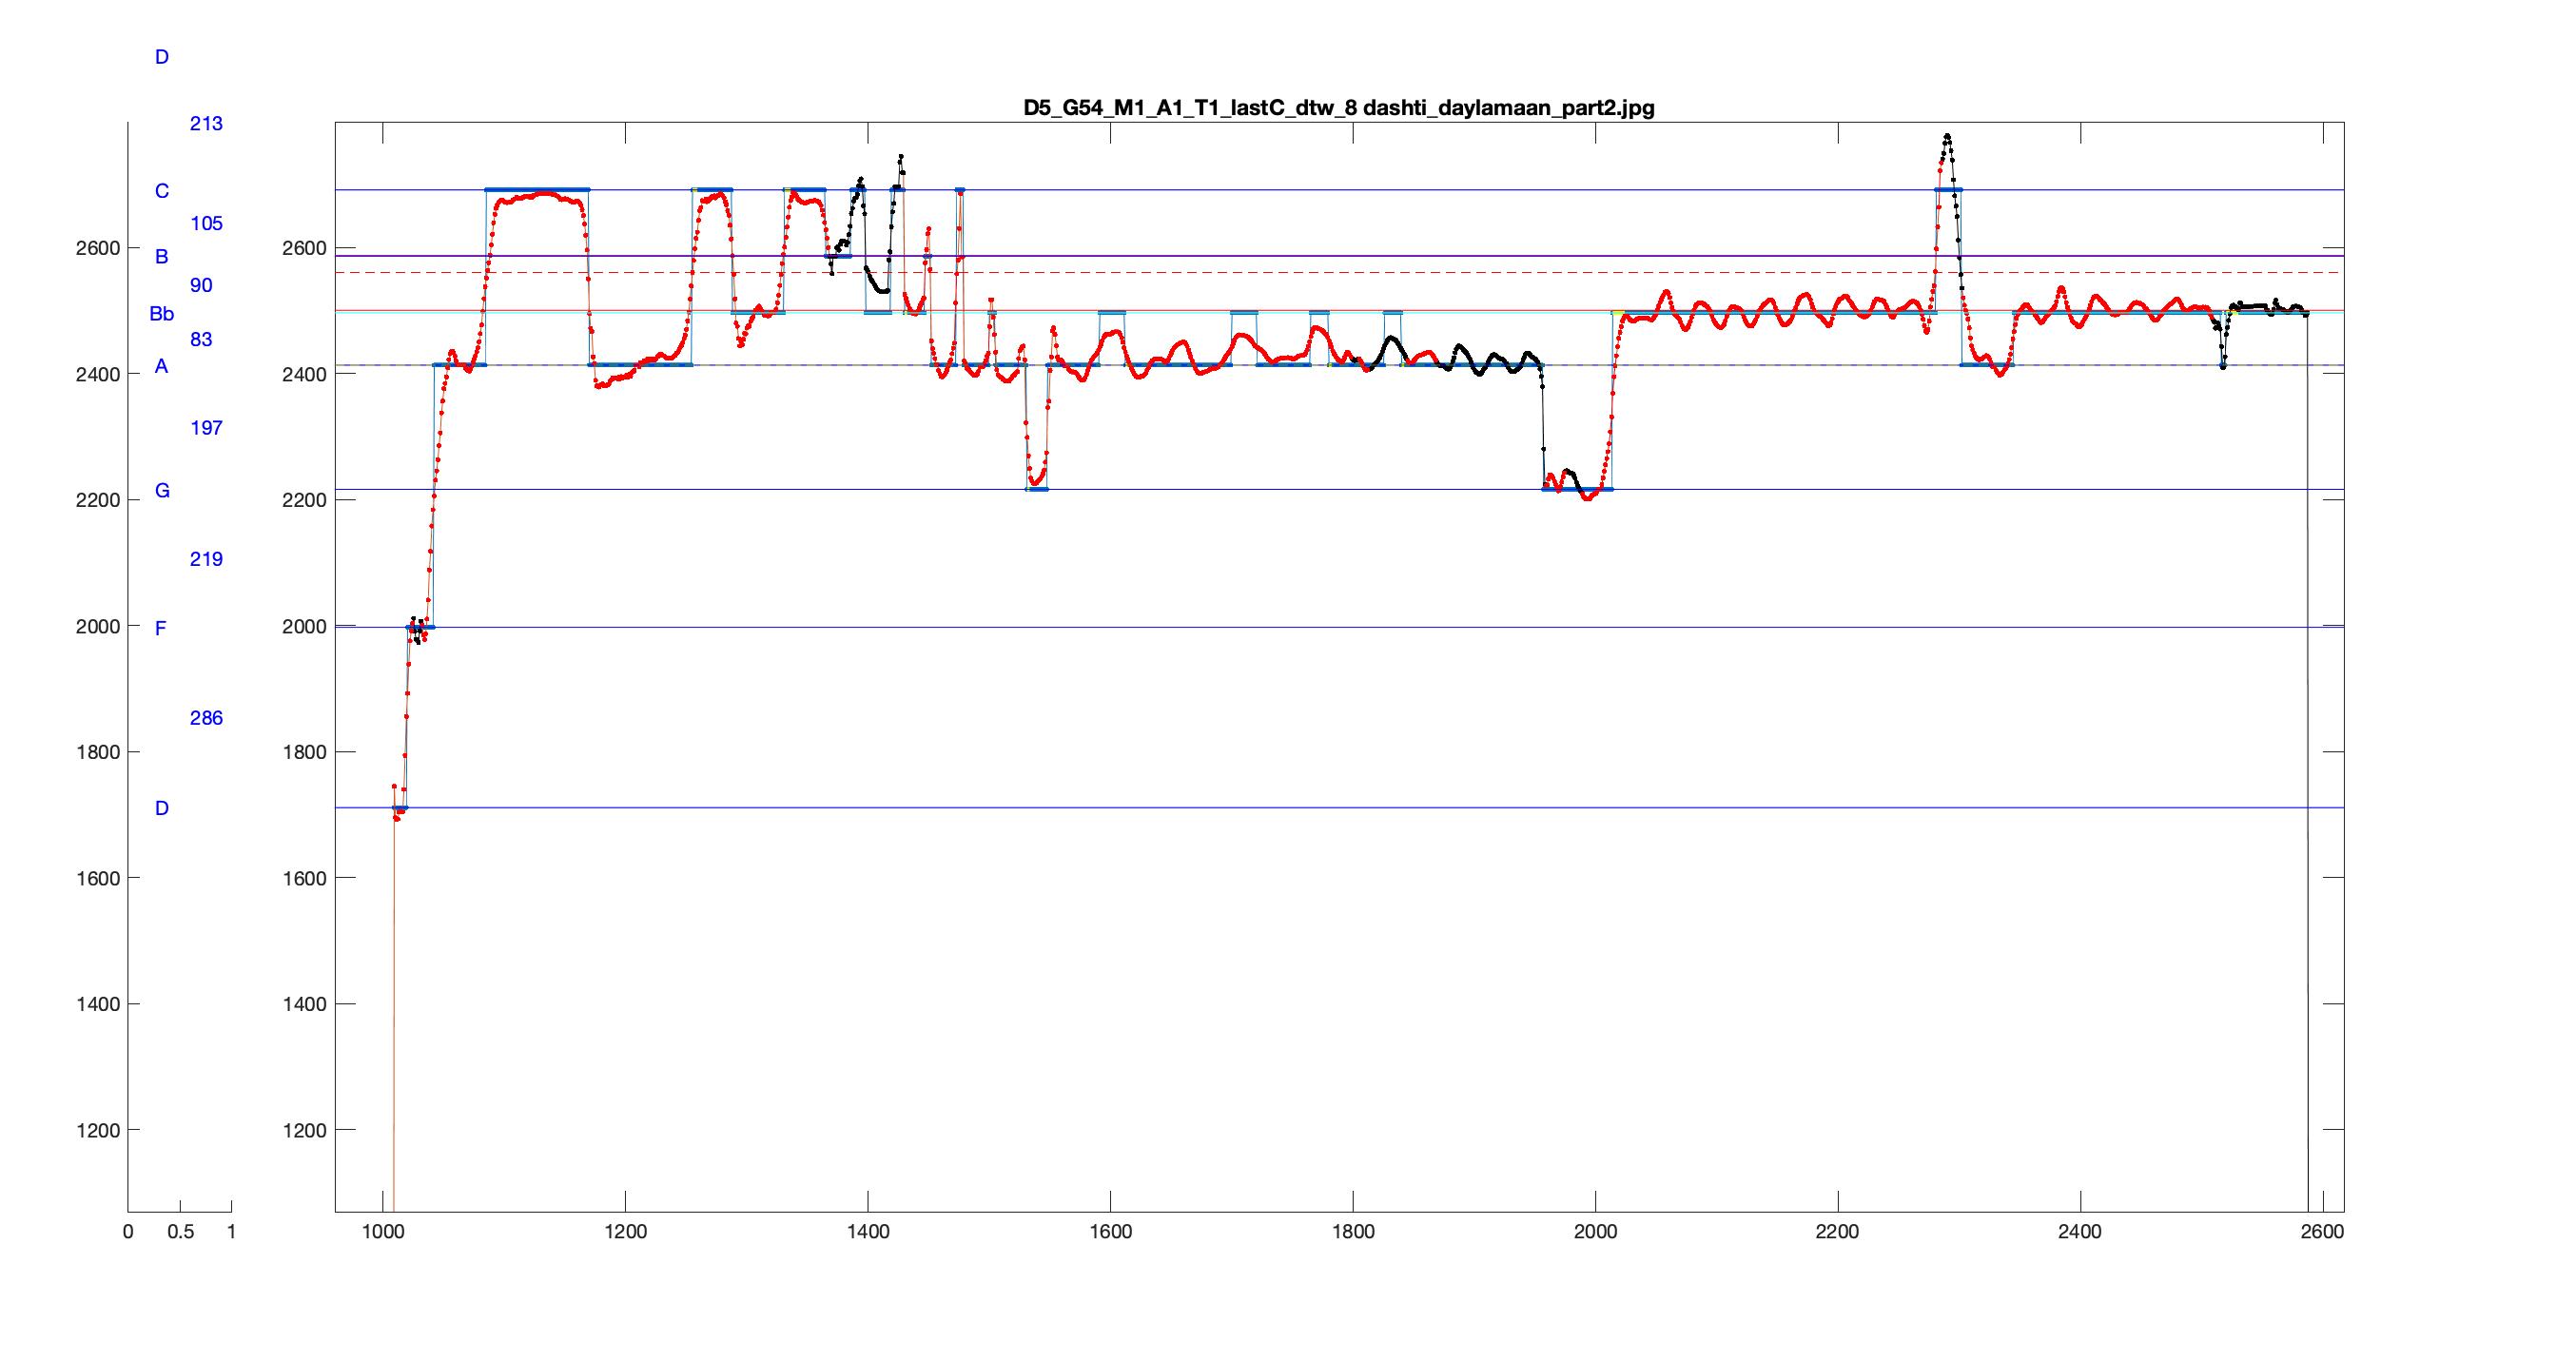 D
D5_G54_M1_A1_T1_lastC_dtw_8 dashti_daylamaan_part2.jpg
213
C
105
2600 B 2600
90
Bb
83
A
2400 2400
197
G
2200 2200
219
2000 F 2000
286
1800 1800
D
1600 1600
1400 1400
1200 1200
0 0.5 1 1000 1200 1400 1600 1800 2000 2200 2400 2600